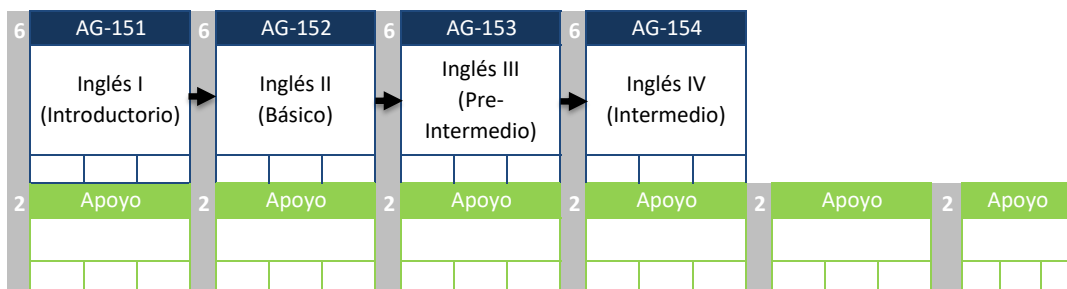 6 AG-151 6 AG-152 6 AG-153 6 AG-154
Inglés I
(Introductorio)
Inglés II
(Básico)
Inglés III
(Pre-
Intermedio)
Inglés IV
(Intermedio)
2 Apoyo 2 Apoyo 2 Apoyo 2 Apoyo 2 Apoyo 2 Apoyo